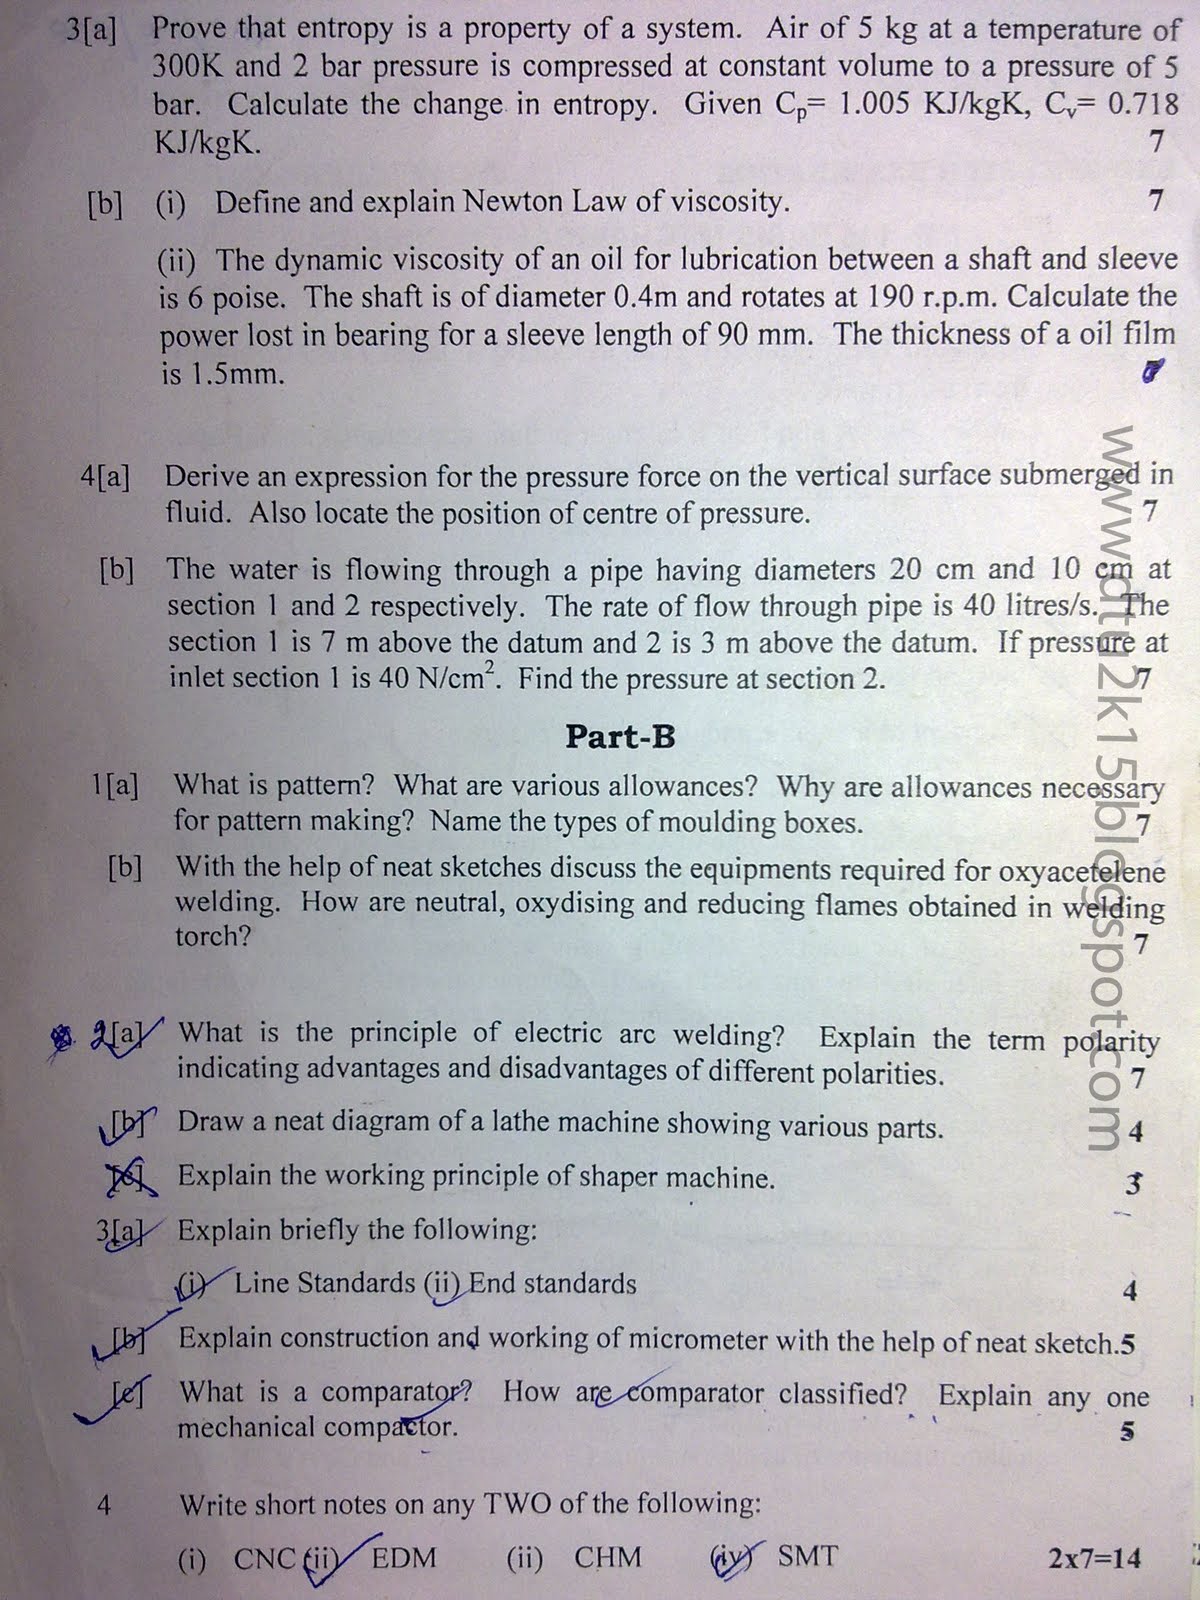 3[a] Prove that entropy is a property of a system. Air of 5 kg at a temperature of
300K and 2 bar pressure is compressed at constant volume to a pressure of 5
bar. Calculate the change in entropy. Given Cp= 1.005 KJ/kgK, Cv= 0.718
KJ/kgK. 7
[b] (i) Define and explain Newton Law of viscosity. 7
(ii) The dynamic viscosity of an oil for lubrication between a shaft and sleeve
is 6 poise. The shaft is of diameter 0.4m and rotates at 190 r.p.m. Calculate the
power lost in bearing for a sleeve length of 90 mm. The thickness of a oil film
is 1.5mm.
4[a] Derive an expression for the pressure force on the vertical surface submerged in
fluid. Also locate the position of centre of pressure. 7
[b] The water is flowing through a pipe having diameters 20 cm and 10 cm at
section 1 and 2 respectively. The rate of flow through pipe is 40 litres/s. The
section 1 is 7 m above the datum and 2 is 3 m above the datum. If pressure at
inlet section 1 is 40 N/cm². Find the pressure at section 2. 7
Part-B
1[a] What is pattern? What are various allowances? Why are allowances necessary
for pattern making? Name the types of moulding boxes. 7
[b] With the help of neat sketches discuss the equipments required for oxyacetelene
welding. How are neutral, oxydising and reducing flames obtained in welding
torch? 7
2[a] What is the principle of electric arc welding? Explain the term polarity
indicating advantages and disadvantages of different polarities. 7
[b] Draw a neat diagram of a lathe machine showing various parts. 4
[c] Explain the working principle of shaper machine. 3
3[a] Explain briefly the following:
(i) Line Standards (ii) End standards 4
[b] Explain construction and working of micrometer with the help of neat sketch.5
[c] What is a comparator? How are comparator classified? Explain any one
mechanical compactor. 5
4 Write short notes on any TWO of the following:
(i) CNC (ii) EDM (ii) CHM (iv) SMT 2x7=14
www.dtu2k15blogspot.com